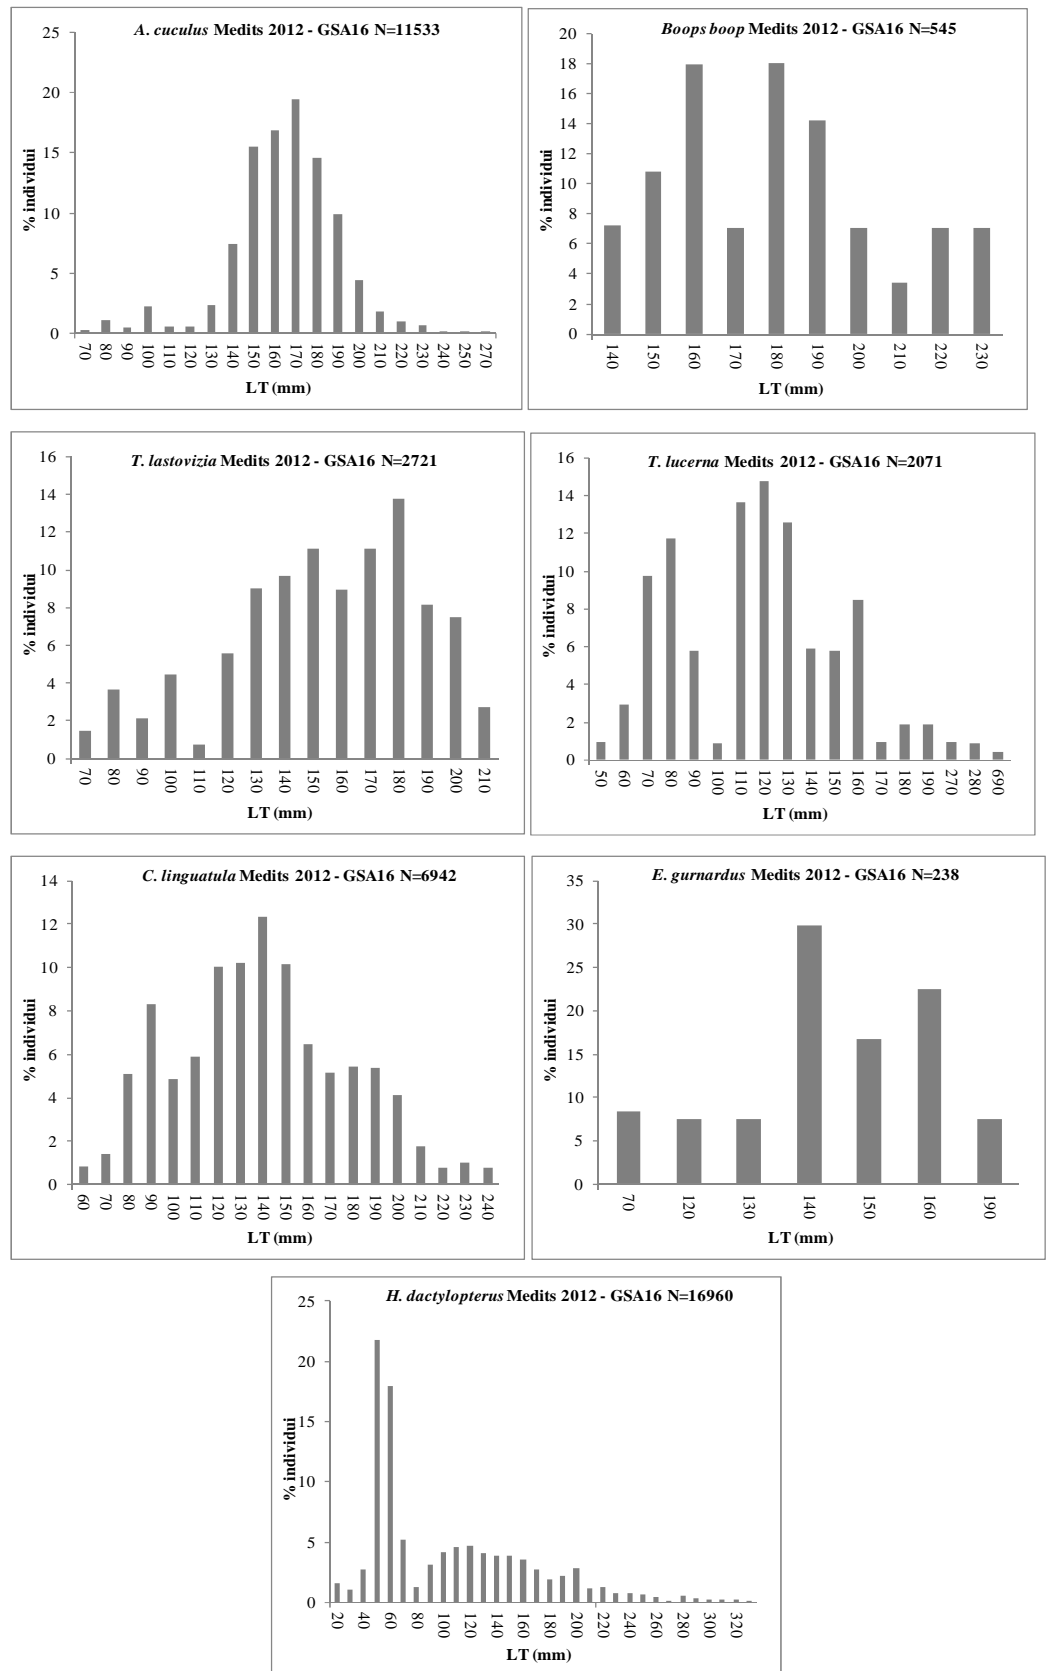 A. cuculus Medits 2012 - GSA16 N=11533
% individui
25
20
15
10
5
0
70 80 90 100 110 120 130 140 150 160 170 180 190 200 210 220 230 240 250 270
LT (mm)
Boops boop Medits 2012 - GSA16 N=545
% individui
20
18
16
14
12
10
8
6
4
2
0
140 150 160 170 180 190 200 210 220 230
LT (mm)
T. lastovizia Medits 2012 - GSA16 N=2721
% individui
16
14
12
10
8
6
4
2
0
70 80 90 100 110 120 130 140 150 160 170 180 190 200 210
LT (mm)
T. lucerna Medits 2012 - GSA16 N=2071
% individui
16
14
12
10
8
6
4
2
0
50 60 70 80 90 100 110 120 130 140 150 160 170 180 190 270 280 690
LT (mm)
C. linguatula Medits 2012 - GSA16 N=6942
% individui
14
12
10
8
6
4
2
0
60 70 80 90 100 110 120 130 140 150 160 170 180 190 200 210 220 230 240
LT (mm)
E. gurnardus Medits 2012 - GSA16 N=238
% individui
35
30
25
20
15
10
5
0
70 120 130 140 150 160 190
LT (mm)
H. dactylopterus Medits 2012 - GSA16 N=16960
% individui
25
20
15
10
5
0
20 40 60 80 100 120 140 160 180 200 220 240 260 280 300 320
LT (mm)